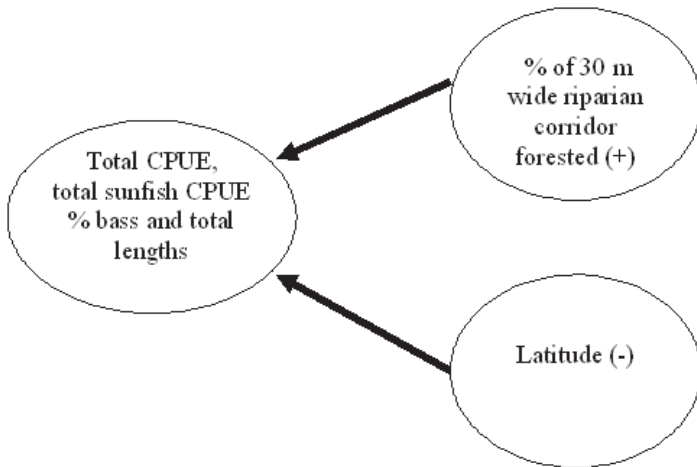 Total CPUE,
total sunfish CPUE
% bass and total
lengths
% of 30 m
wide riparian
corridor
forested (+)
Latitude (-)